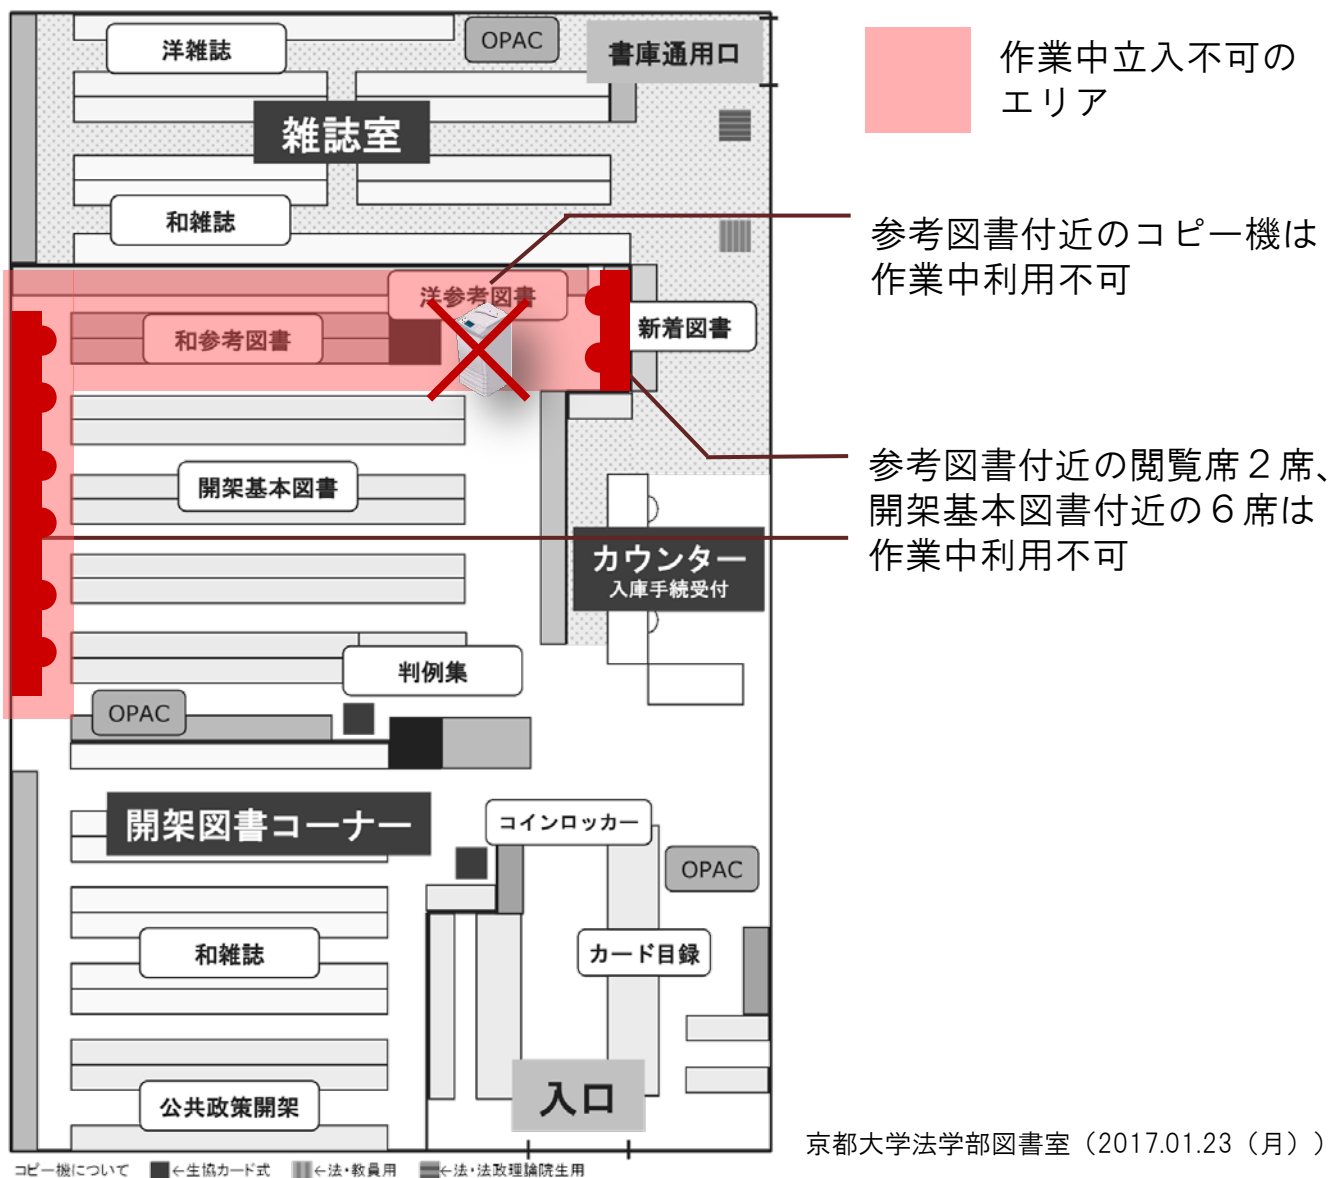 洋雑誌
OPAC
書庫通用口
雑誌室
和雑誌
洋参考図書
和参考図書
新着図書
開架基本図書
カウンター
入庫手続受付
判例集
OPAC
開架図書コーナー
コインロッカー
OPAC
和雑誌
カード目録
公共政策開架
入口
作業中立入不可の
エリア
参考図書付近のコピー機は
作業中利用不可
参考図書付近の閲覧席２席、
開架基本図書付近の６席は
作業中利用不可
京都大学法学部図書室（2017.01.23（月））
コピー機について ←生協カード式 ←法・教員用 ←法・法政理論院生用